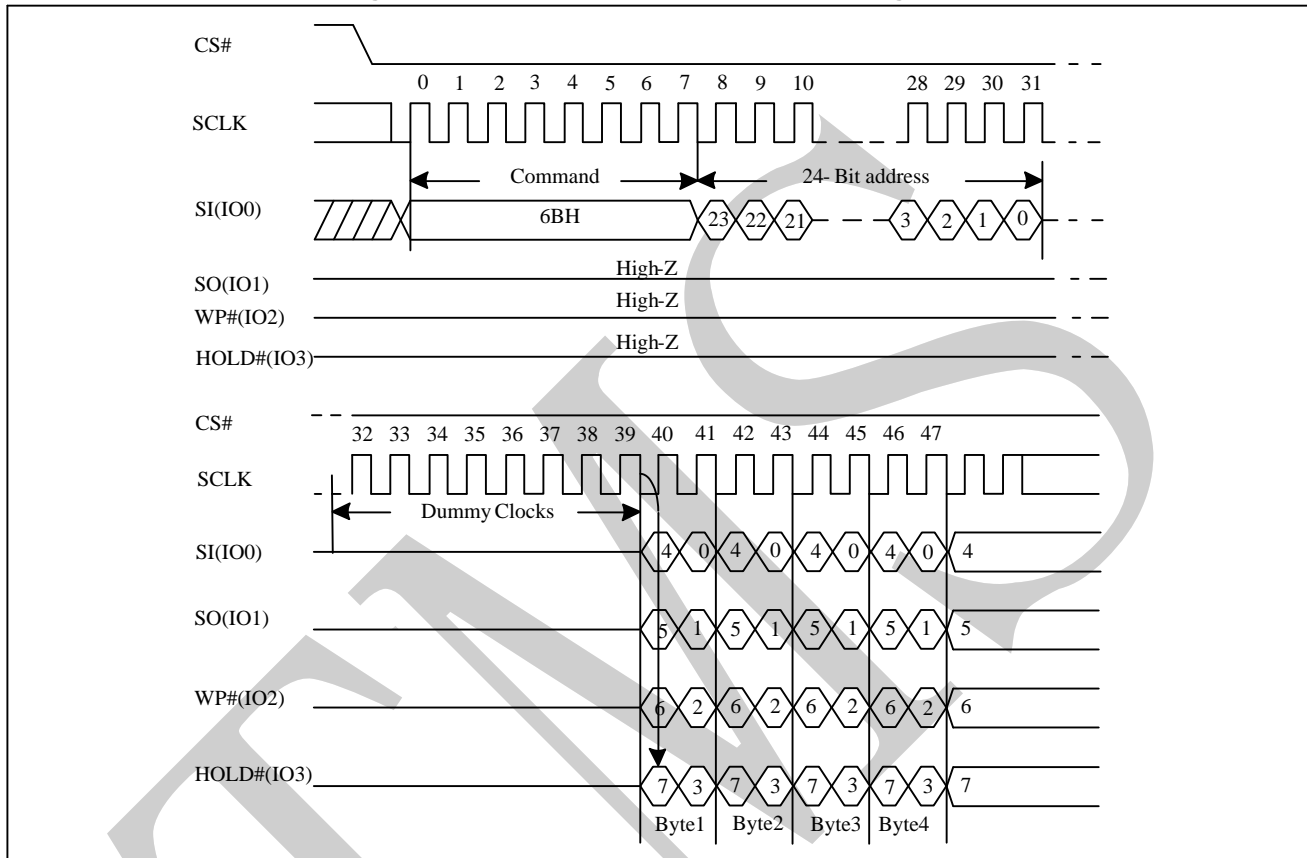 CS#
0 1 2 3 4 5 6 7 8 9 10 28 29 30 31
SCLK
Command 24- Bit address
SI(IO0) 6BH 23 22 21 3 2 1 0
High-Z
SO(IO1)
High-Z
WP#(IO2)
High-Z
HOLD#(IO3)
CS#
32 33 34 35 36 37 38 39 40 41 42 43 44 45 46 47
SCLK
Dummy Clocks
SI(IO0) 4 0 4 0 4 0 4 0 4
SO(IO1) 5 1 5 1 5 1 5 1 5
WP#(IO2) 6 2 6 2 6 2 6 2 6
HOLD#(IO3) 7 3 7 3 7 3 7 3 7
Byte1 Byte2 Byte3 Byte4